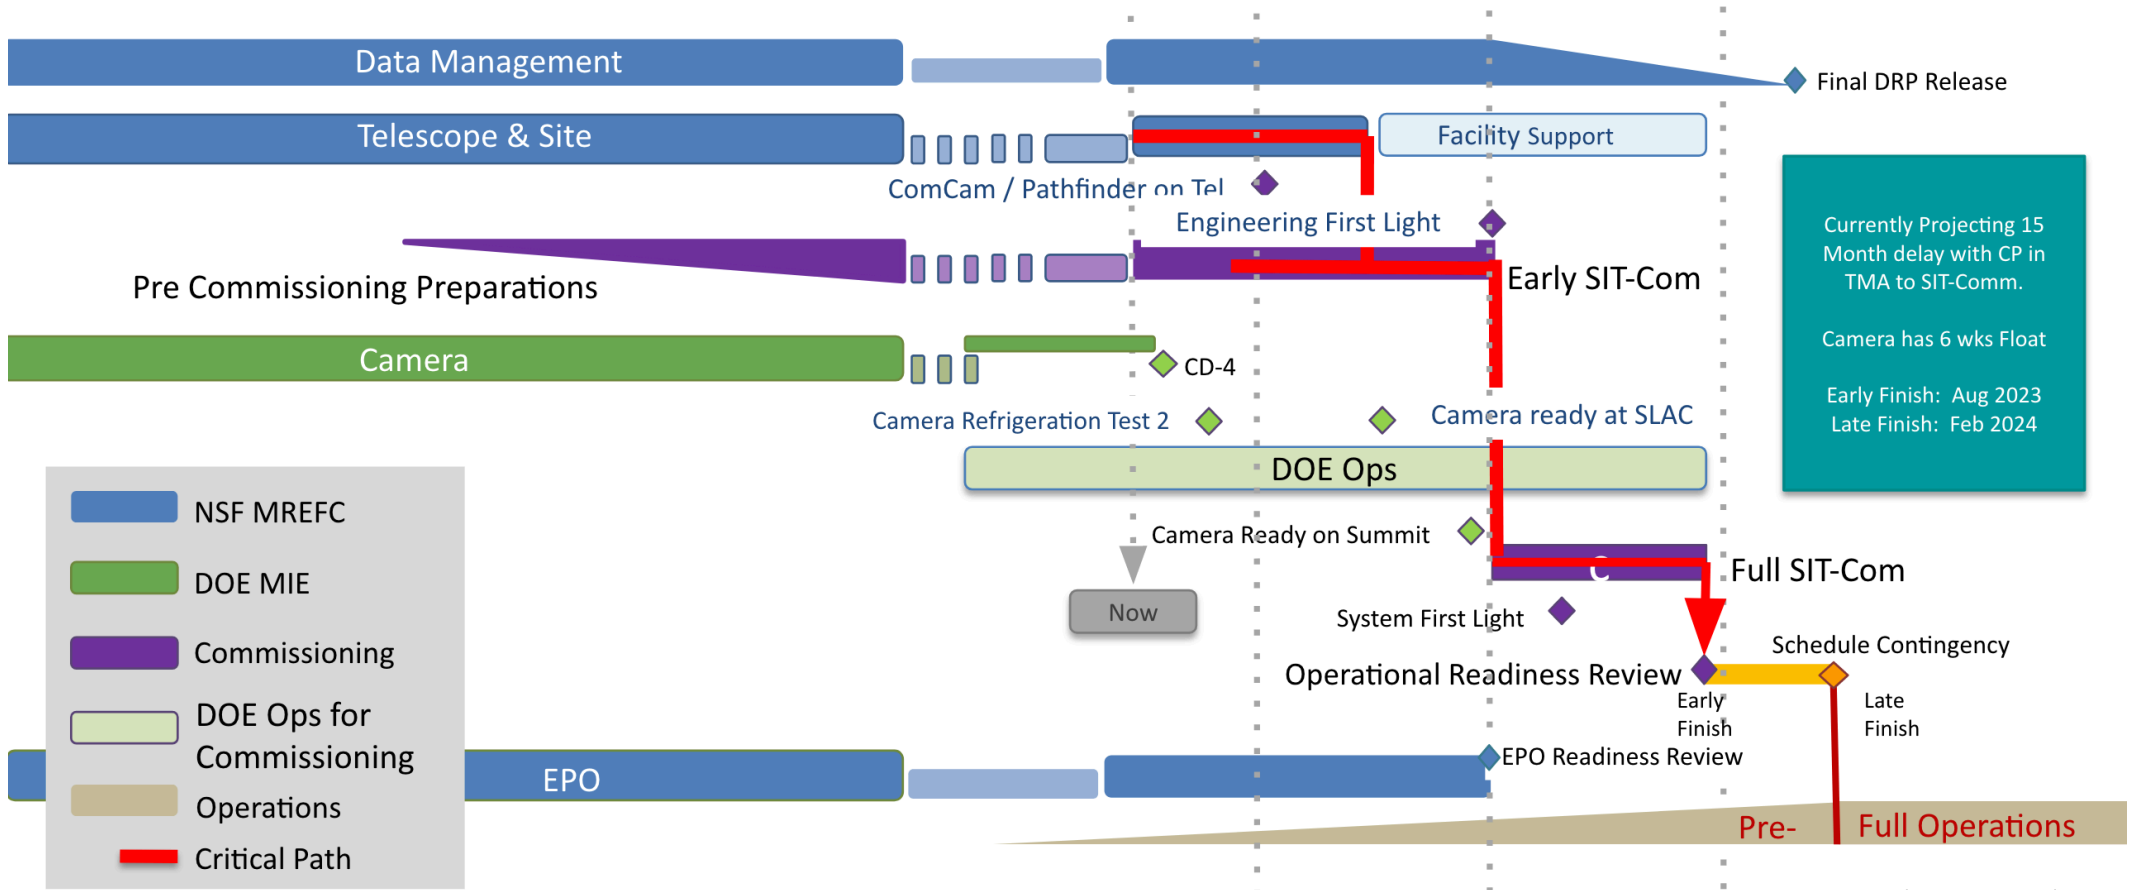 Data Management
Final DRP Release
Telescope & Site
Facility Support
ComCam / Pathfinder on Tel
Engineering First Light
Currently Projecting 15
Month delay with CP in
TMA to SIT-Comm.
Camera has 6 wks Float
Early Finish: Aug 2023
Late Finish: Feb 2024
Pre Commissioning Preparations
Early SIT-Com
Camera
CD-4
Camera Refrigeration Test 2
Camera ready at SLAC
DOE Ops
Camera Ready on Summit
C
Full SIT-Com
Now
System First Light
Schedule Contingency
Operational Readiness Review
Early
Finish
Late
Finish
EPO Readiness Review
EPO
Pre-
Full Operations
NSF MREFC
DOE MIE
Commissioning
DOE Ops for
Commissioning
Operations
Critical Path